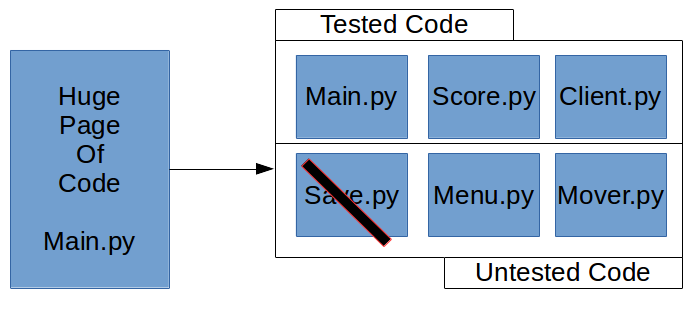 Huge
Page
Of
Code
Main.py
Tested Code
Main.py Score.py Client.py
Save.py Menu.py Mover.py
Untested Code